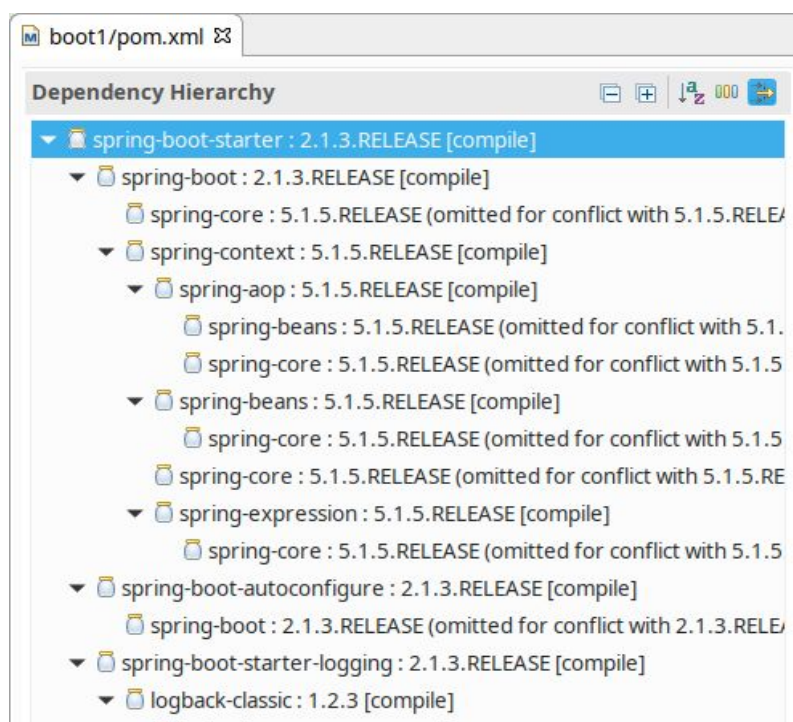 boot1/pom.xml
Dependency Hierarchy
spring-boot-starter : 2.1.3.RELEASE [compile]
spring-boot : 2.1.3.RELEASE [compile]
spring-core : 5.1.5.RELEASE (omitted for conflict with 5.1.5.RELEA
spring-context : 5.1.5.RELEASE [compile]
spring-aop : 5.1.5.RELEASE [compile]
spring-beans : 5.1.5.RELEASE (omitted for conflict with 5.1.
spring-core : 5.1.5.RELEASE (omitted for conflict with 5.1.5
spring-beans : 5.1.5.RELEASE [compile]
spring-core : 5.1.5.RELEASE (omitted for conflict with 5.1.5
spring-core : 5.1.5.RELEASE (omitted for conflict with 5.1.5.RE
spring-expression : 5.1.5.RELEASE [compile]
spring-core : 5.1.5.RELEASE (omitted for conflict with 5.1.5
spring-boot-autoconfigure : 2.1.3.RELEASE [compile]
spring-boot : 2.1.3.RELEASE (omitted for conflict with 2.1.3.RELEA
spring-boot-starter-logging : 2.1.3.RELEASE [compile]
logback-classic : 1.2.3 [compile]